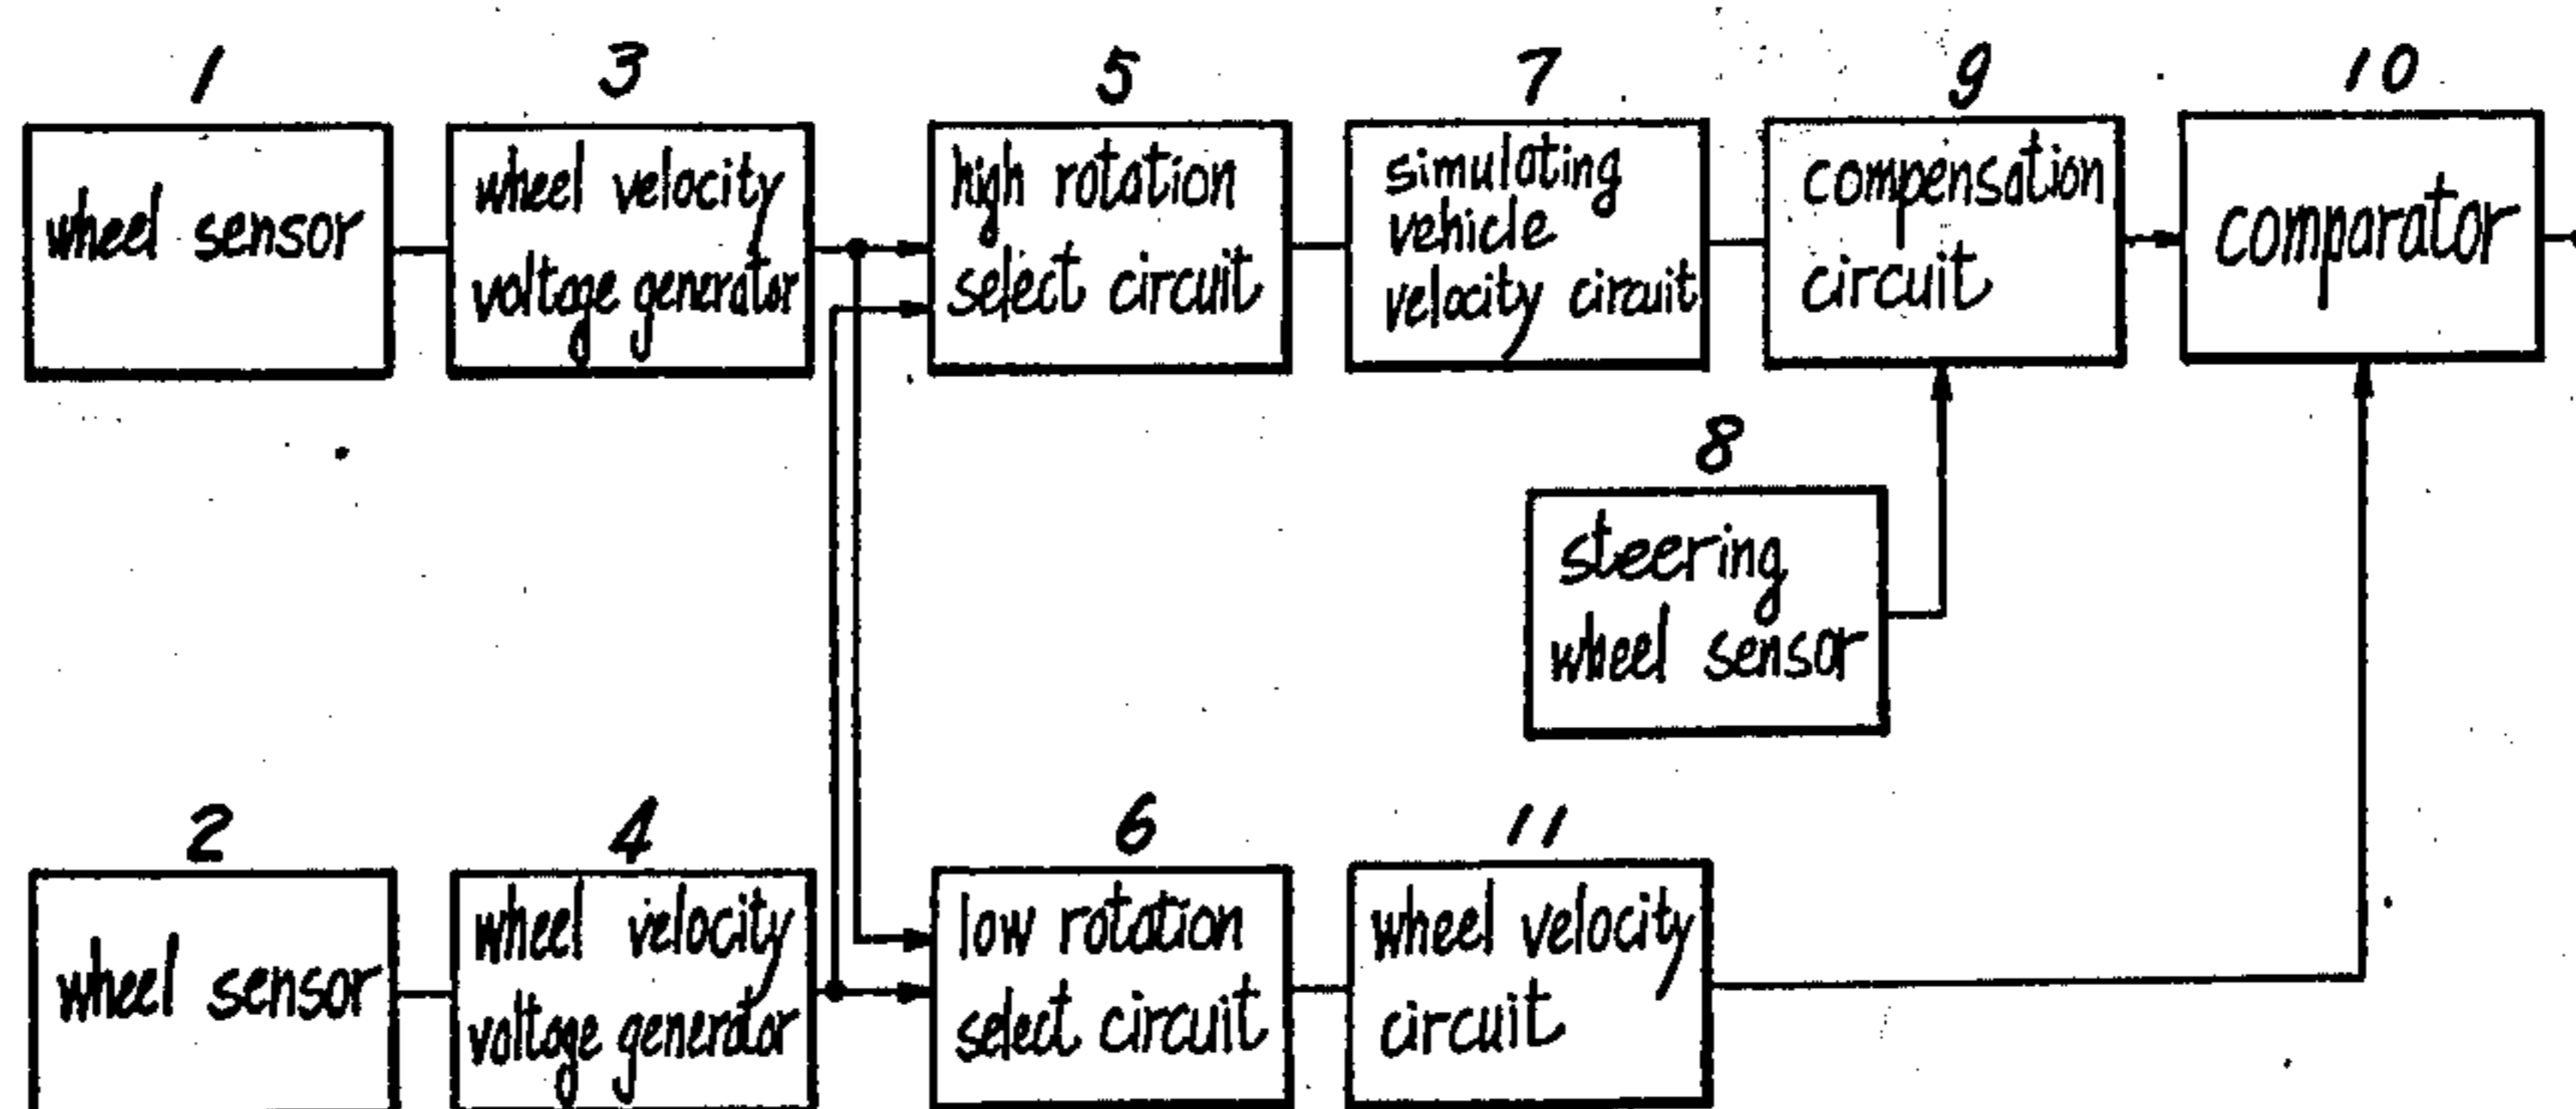 1
wheel sensor
3
wheel velocity
voltage generator
5
high rotation
select circuit
7
simulating
vehicle
velocity circuit
9
compensation
circuit
10
comparator
8
steering
wheel sensor
2
wheel sensor
4
wheel velocity
voltage generator
6
low rotation
select circuit
11
wheel velocity
circuit